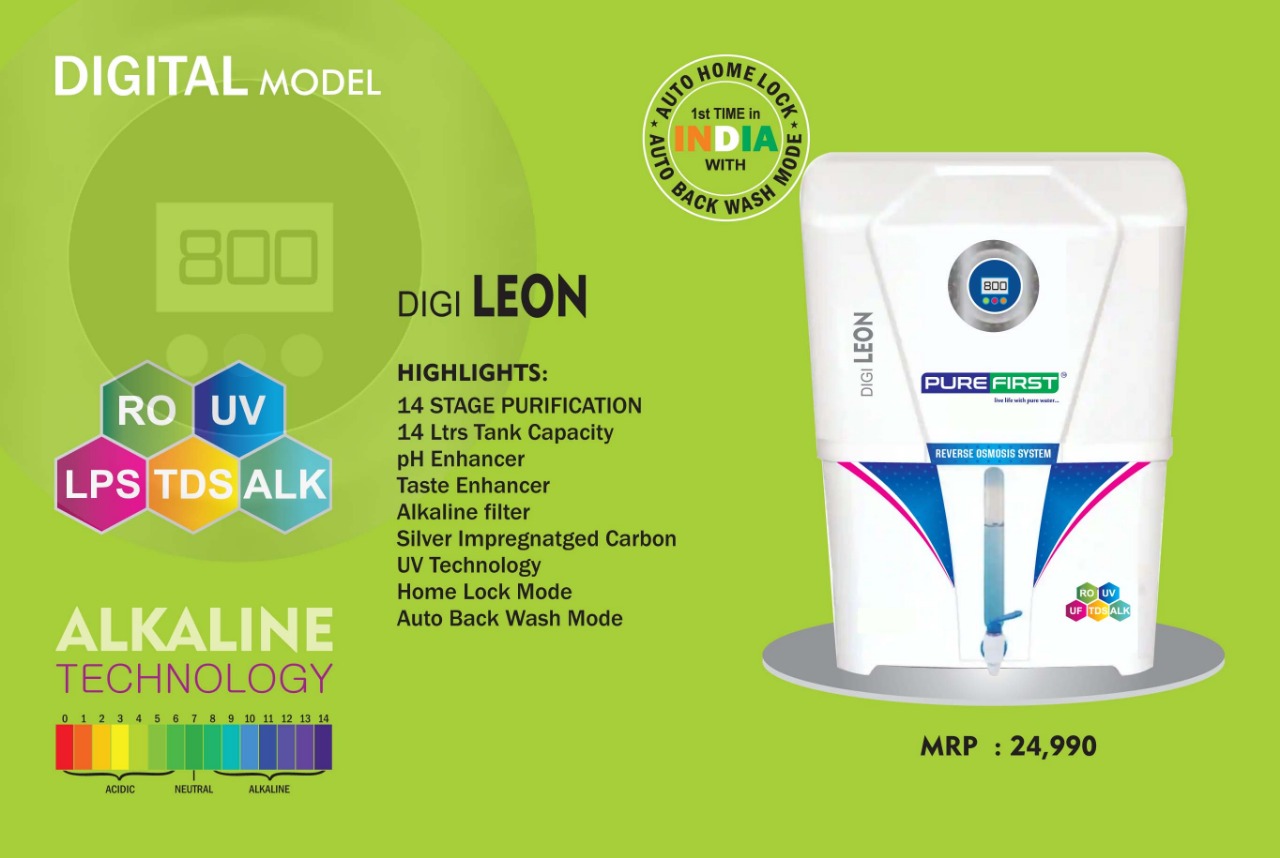 DIGITAL MODEL
800
RO UV
LPS TDS ALK
ALKALINE
TECHNOLOGY
0 1 2 3 4 5 6 7 8 9 10 11 12 13 14
ACIDIC NEUTRAL ALKALINE
DIGI LEON
HIGHLIGHTS:
14 STAGE PURIFICATION
14 Ltrs Tank Capacity
pH Enhancer
Taste Enhancer
Alkaline filter
Silver Impregnatged Carbon
UV Technology
Home Lock Mode
Auto Back Wash Mode
AUTO HOME LOCK
1st TIME in
INDIA
WITH
AUTO BACK WASH MODE
800
DIGI LEON
PURE FIRST
live life with pure water...
REVERSE OSMOSIS SYSTEM
RO UV
UF TDS ALK
MRP : 24,990